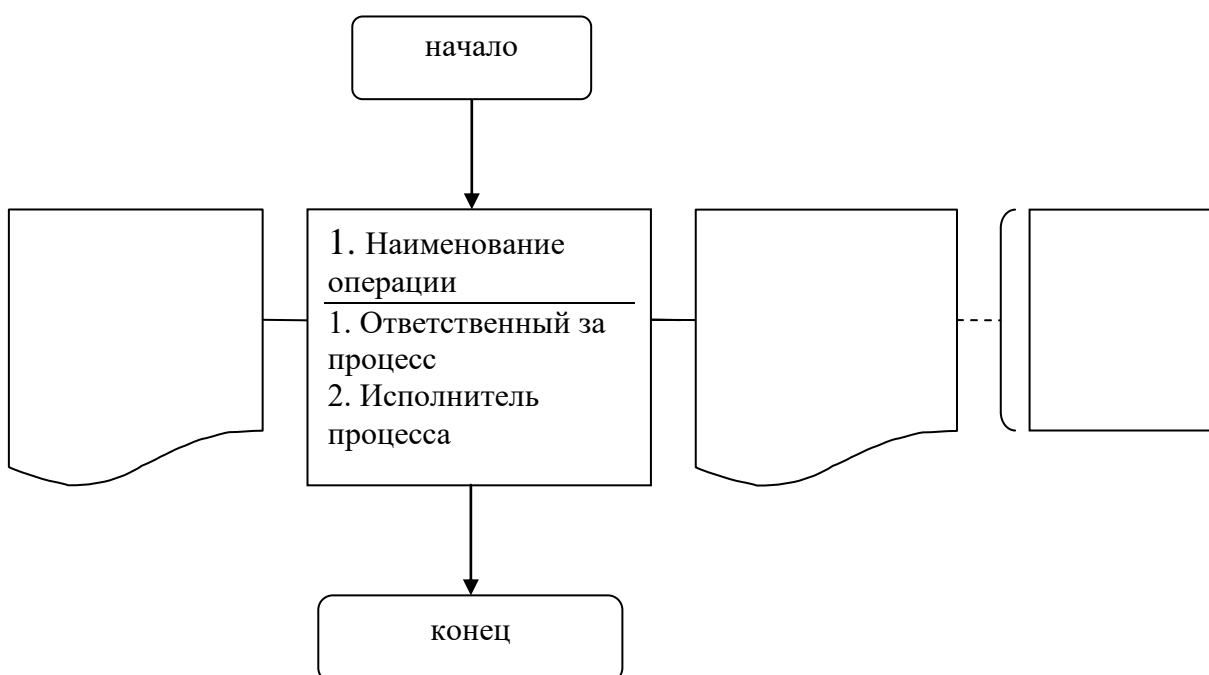 начало
1. Наименование
операции
1. Ответственный за
процесс
2. Исполнитель
процесса
конец